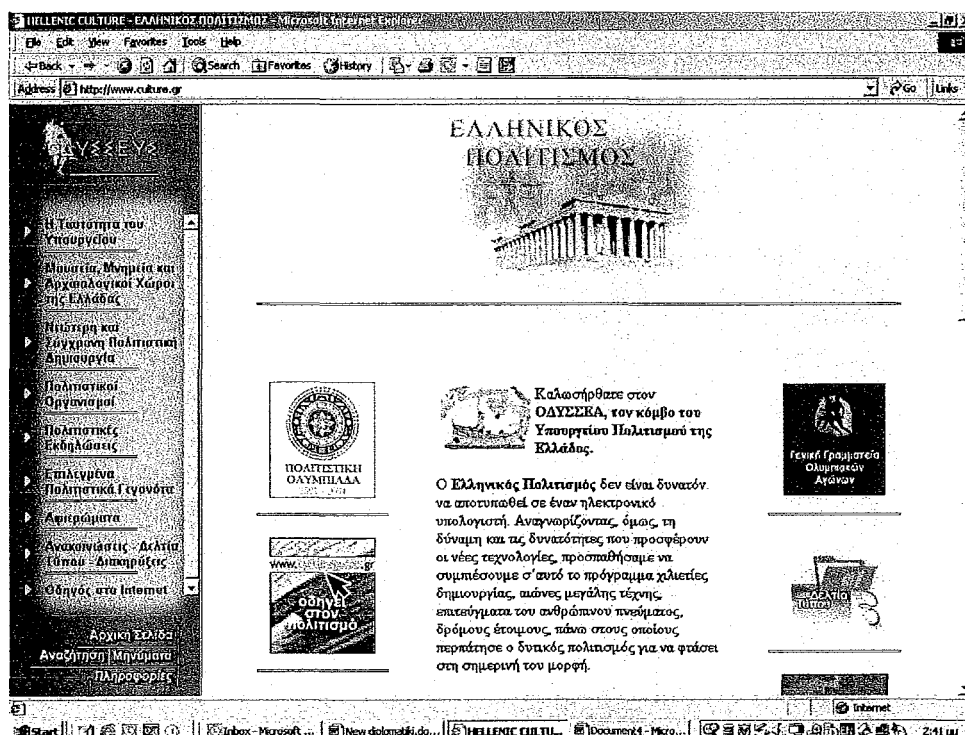 HELLENIC CULTURE - ΕΛΛΗΝΙΚΟΣ ΠΟΛΙΤΙΣΜΟΣ - Microsoft Internet Explorer
File Edit View Favorites Tools Help
Back Search Favorites History
Address http://www.culture.gr Go Links
ΟΔΥΣΣΕΥΣ
Η Ταυτότητα του
Υπουργείου
Μουσεία, Μνημεία και
Αρχαιολογικοί Χώροι
της Ελλάδας
Νεώτερη και
Σύγχρονη Πολιτιστική
Δημιουργία
Πολιτιστικοί
Οργανισμοί
Πολιτιστικές
Εκδηλώσεις
Επιλεγμένα
Πολιτιστικά Γεγονότα
Αφιερώματα
Ανακοινώσεις - Δελτία
Τύπου - Διακηρύξεις
Οδηγός στο Internet
Αρχική Σελίδα
Αναζήτηση | Μηνύματα
Πληροφορίες
ΕΛΛΗΝΙΚΟΣ
ΠΟΛΙΤΙΣΜΟΣ
ΠΟΛΙΤΙΣΤΙΚΗ
ΟΛΥΜΠΙΑΔΑ
www. gr
οδηγεί
στον
πολιτισμό
Καλωσήρθατε στον
ΟΔΥΣΣΕΑ, τον κόμβο του
Υπουργείου Πολιτισμού της
Ελλάδας.
Ο Ελληνικός Πολιτισμός δεν είναι δυνατόν
να αποτυπωθεί σε έναν ηλεκτρονικό
υπολογιστή. Αναγνωρίζοντας, όμως, τη
δύναμη και τις δυνατότητες που προσφέρουν
οι νέες τεχνολογίες, προσπαθήσαμε να
συμπιέσουμε σ'αυτό το πρόγραμμα χιλιετίες
δημιουργίας, αιώνες μεγάλης τέχνης,
επιτεύγματα του ανθρώπινου πνεύματος,
δρόμους έτοιμους, πάνω στους οποίους
περπάτησε ο δυτικός πολιτισμός για να φτάσει
στη σημερινή του μορφή.
Γενική Γραμματεία
Ολυμπιακών
Αγώνων
Δελτία
Τύπου
Internet
Start Inbox - Microsoft ... New diplomatiki.do... HELLENIC CULTU... Document4 - Micro... 2:41 μμ